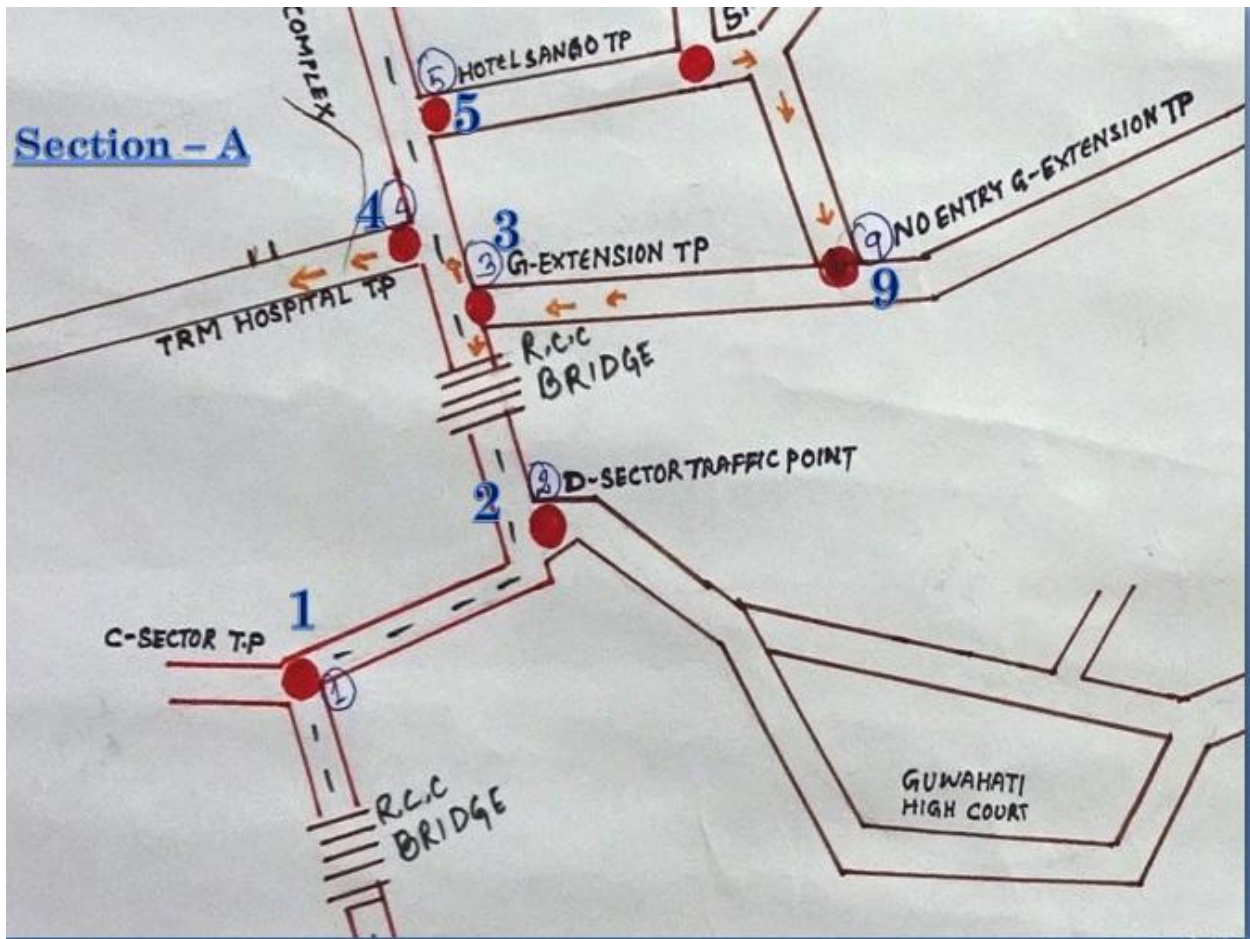 COMPLEX
5 HOTEL SANGO TP
5
Section – A
4
4
3
3 G-EXTENSION TP
9 NO ENTRY G-EXTENSION TP
9
TRM HOSPITAL TP
R.C.C
BRIDGE
2 D-SECTOR TRAFFIC POINT
2
1
C-SECTOR T.P
1
R.C.C
BRIDGE
GUWAHATI
HIGH COURT